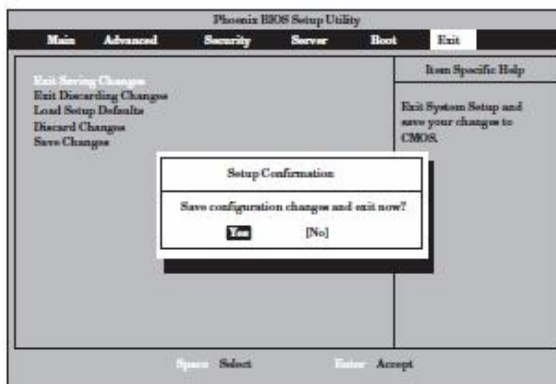 Phoenix BIOS Setup Utility
Main Advanced Security Server Boot Exit
Exit Saving Changes
Exit Discarding Changes
Load Setup Defaults
Discard Changes
Save Changes
Item Specific Help
Exit System Setup and
save your changes to
CMOS.
Setup Confirmation
Save configuration changes and exit now?
Yes [No]
Space Select Enter Accept